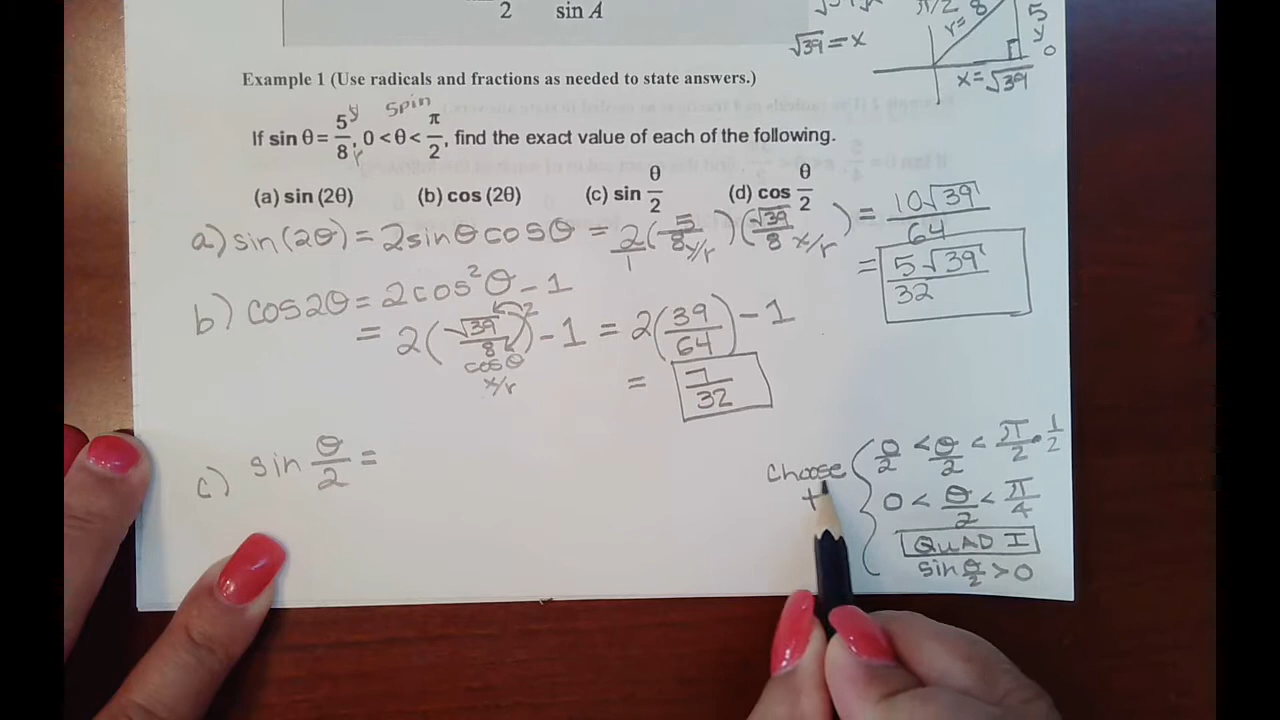 2 sin A
√39 = x
π/2 8 5
r= y
0
x = √39
Example 1 (Use radicals and fractions as needed to state answers.)
y spin
If sin θ = 5/8, 0 < θ < π/2, find the exact value of each of the following.
r
(a) sin (2θ) (b) cos (2θ) (c) sin θ/2 (d) cos θ/2
a) sin(2θ) = 2sinθcosθ = 2/1 (5/8 y/r)(√39/8 x/r) = 10√39/64
= 5√39/32
b) cos2θ = 2cos²θ - 1
= 2(√39/8)² - 1 = 2(39/64) - 1
cosθ
x/r
= 7/32
c) sin θ/2 =
Choose
+
0/2 < θ/2 < π/2 · 1/2
0 < θ/2 < π/4
QUAD I
sin θ/2 > 0